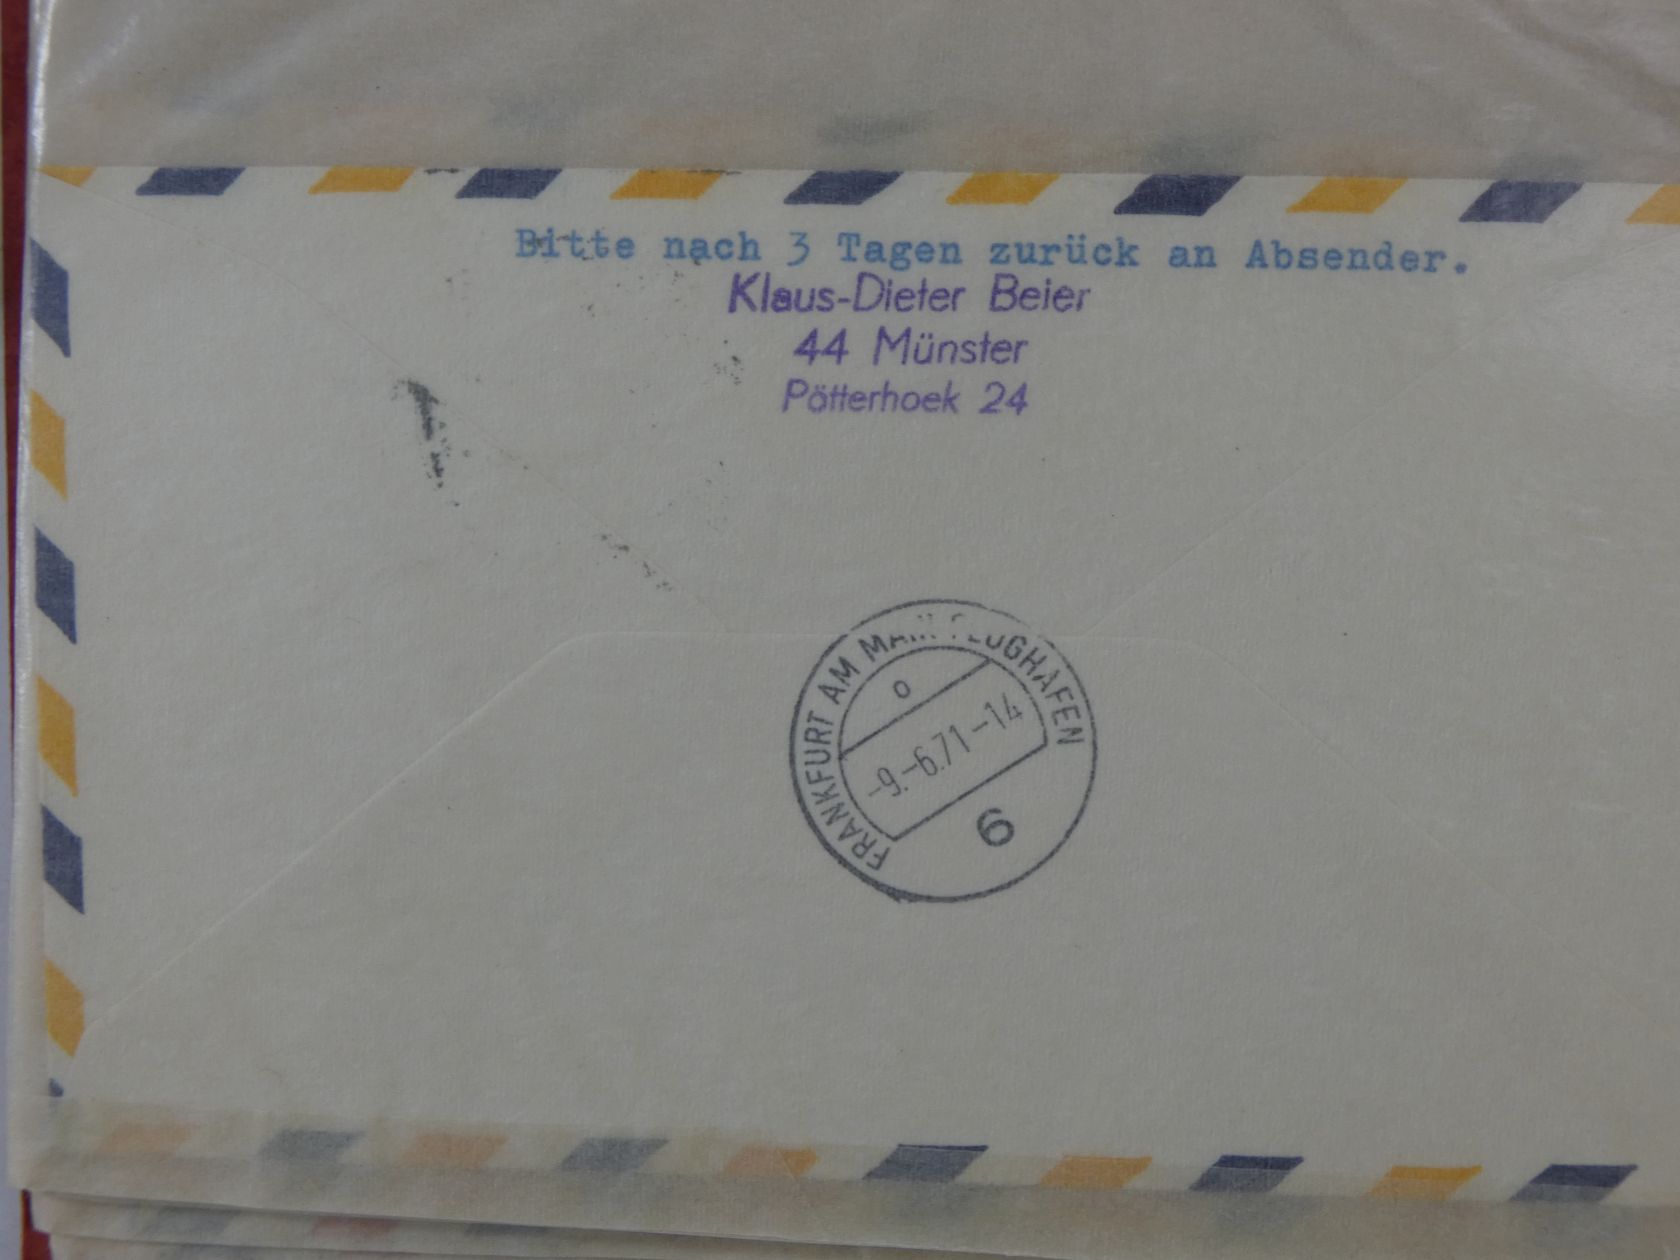 Bitte nach 3 Tagen zurück an Absender.
Klaus-Dieter Beier
44 Münster
Pötterhoek 24
FRANKFURT AM MAIN FLUGHAFEN
o
-9.-6.71-14
6